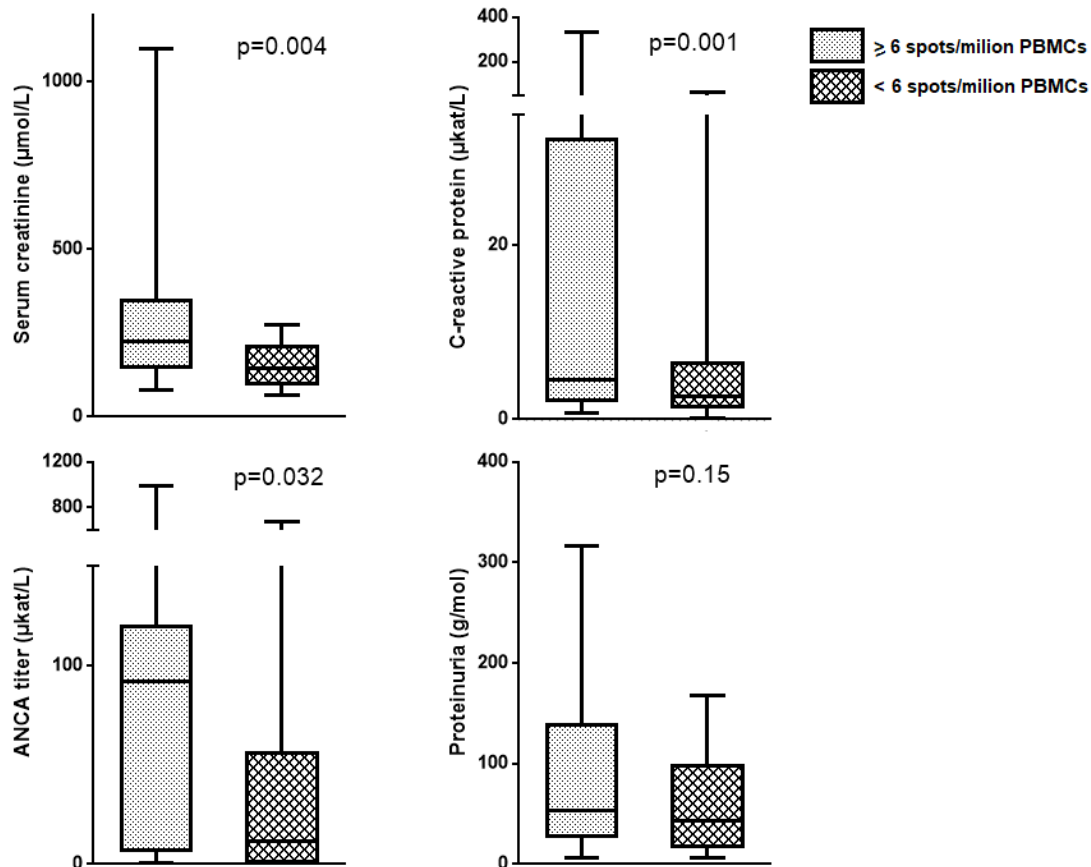 p=0.004
Serum creatinine (µmol/L)
1000
500
0
p=0.001
C-reactive protein (µkat/L)
400
200
20
0
≥ 6 spots/milion PBMCs
< 6 spots/milion PBMCs
p=0.032
ANCA titer (µkat/L)
1200
800
100
0
p=0.15
Proteinuria (g/mol)
400
300
200
100
0